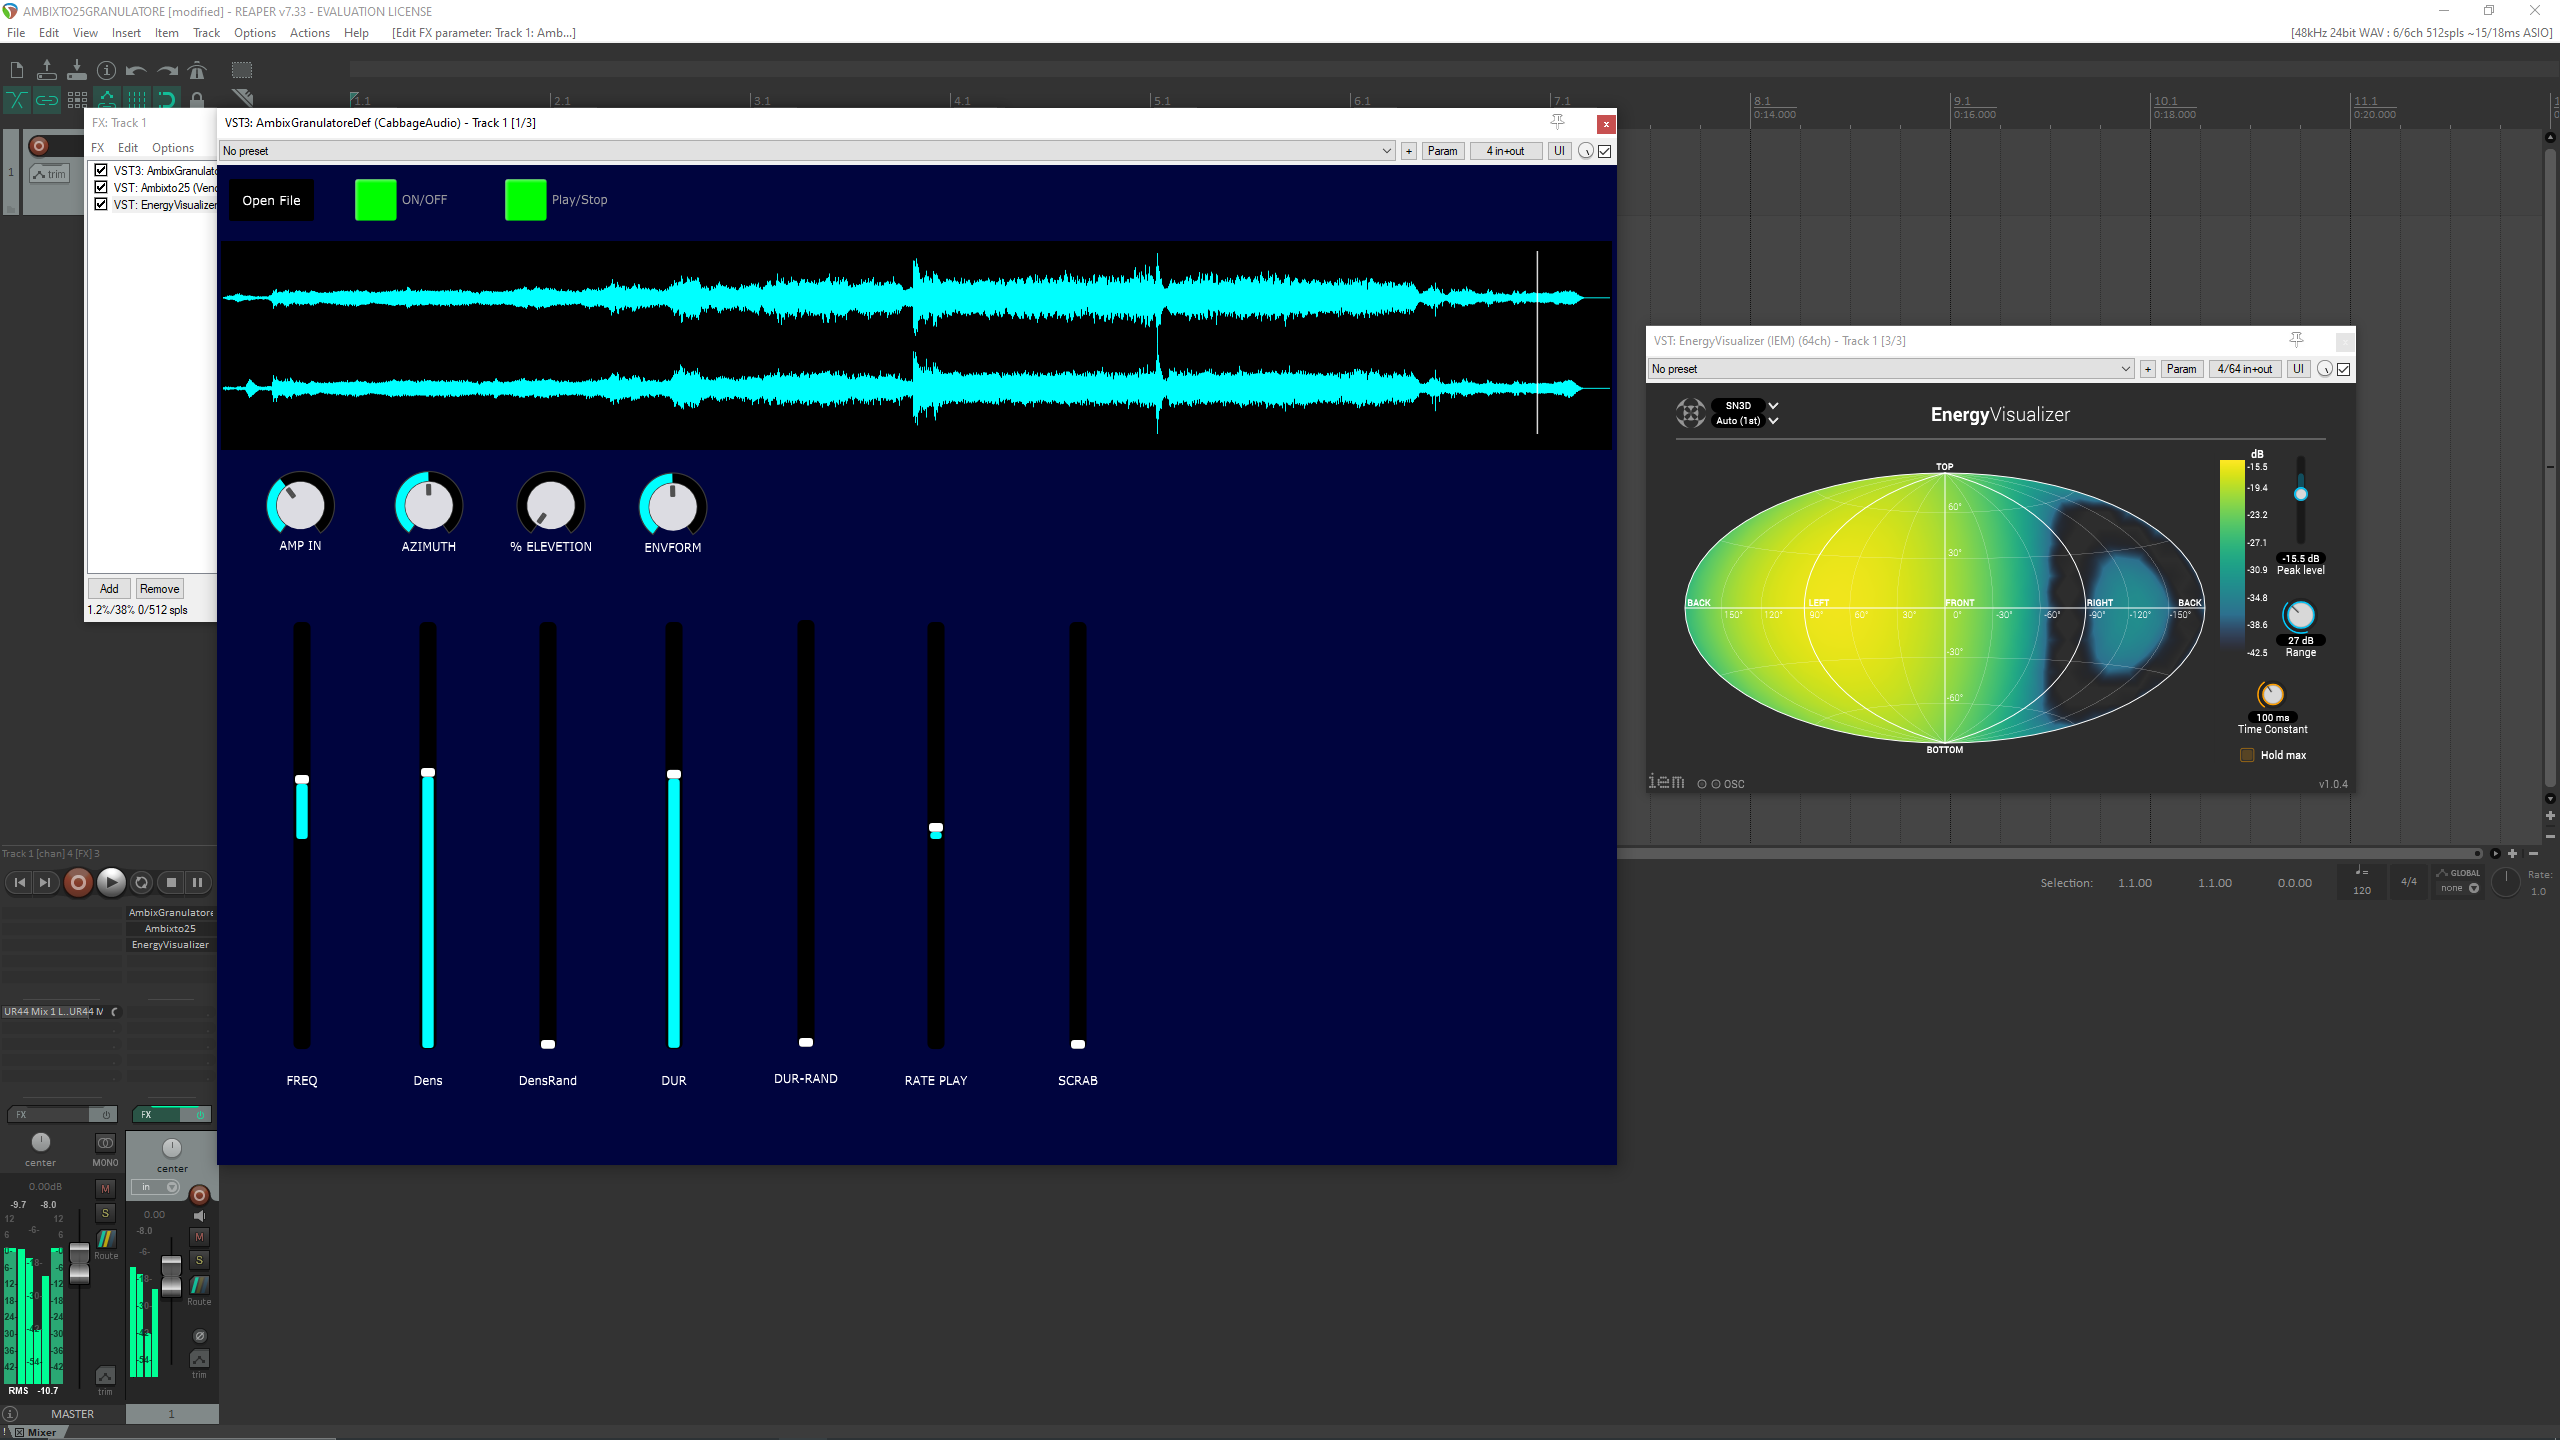 AMBIXTO25GRANULATORE [modified] - REAPER v7.33 - EVALUATION LICENSE
File Edit View Insert Item Track Options Actions Help [Edit FX parameter: Track 1: Amb...]
[48kHz 24bit WAV : 6/6ch 512spls ~15/18ms ASIO]
1.1 2.1 3.1 4.1 5.1 6.1 7.1 8.1 9.1 10.1 11.1
0:14.000 0:16.000 0:18.000 0:20.000
FX: Track 1
FX Edit Options
VST3: AmbixGranulato
VST: Ambixto25 (Ven
VST: EnergyVisualizer
1
trim
Add Remove
1.2%/38% 0/512 spls
VST3: AmbixGranulatoreDef (CabbageAudio) - Track 1 [1/3]
x
No preset
+ Param 4 in+out UI
Open File
ON/OFF
Play/Stop
AMP IN
AZIMUTH
% ELEVETION
ENVFORM
FREQ
Dens
DensRand
DUR
DUR-RAND
RATE PLAY
SCRAB
VST: EnergyVisualizer (IEM) (64ch) - Track 1 [3/3]
No preset
+ Param 4/64 in+out UI
SN3D
Auto (1st)
EnergyVisualizer
TOP
60°
30°
BACK LEFT FRONT RIGHT BACK
150° 120° 90° 60° 30° 0° -30° -60° -90° -120° -150°
-30°
-60°
BOTTOM
dB
-15.5
-19.4
-23.2
-27.1
-30.9
-34.8
-38.6
-42.5
-15.5 dB
Peak level
27 dB
Range
100 ms
Time Constant
Hold max
iem OSC
v1.0.4
Track 1 [chan] 4 [FX] 3
Selection: 1.1.00 1.1.00 0.0.00
120
4/4
GLOBAL
none
Rate:
1.0
AmbixGranulatore
Ambixto25
EnergyVisualizer
UR44 Mix 1 L..UR44 M
FX
FX
center
MONO
center
in
0.00dB
M
-9.7 -8.0
S
Route
0.00
-8.0
M
S
Route
trim
RMS -10.7
trim
MASTER
1
! Mixer